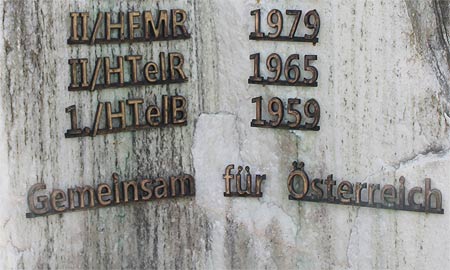 II/HFMR 1979
II/HTelR 1965
1./HTelB 1959
Gemeinsam für Österreich